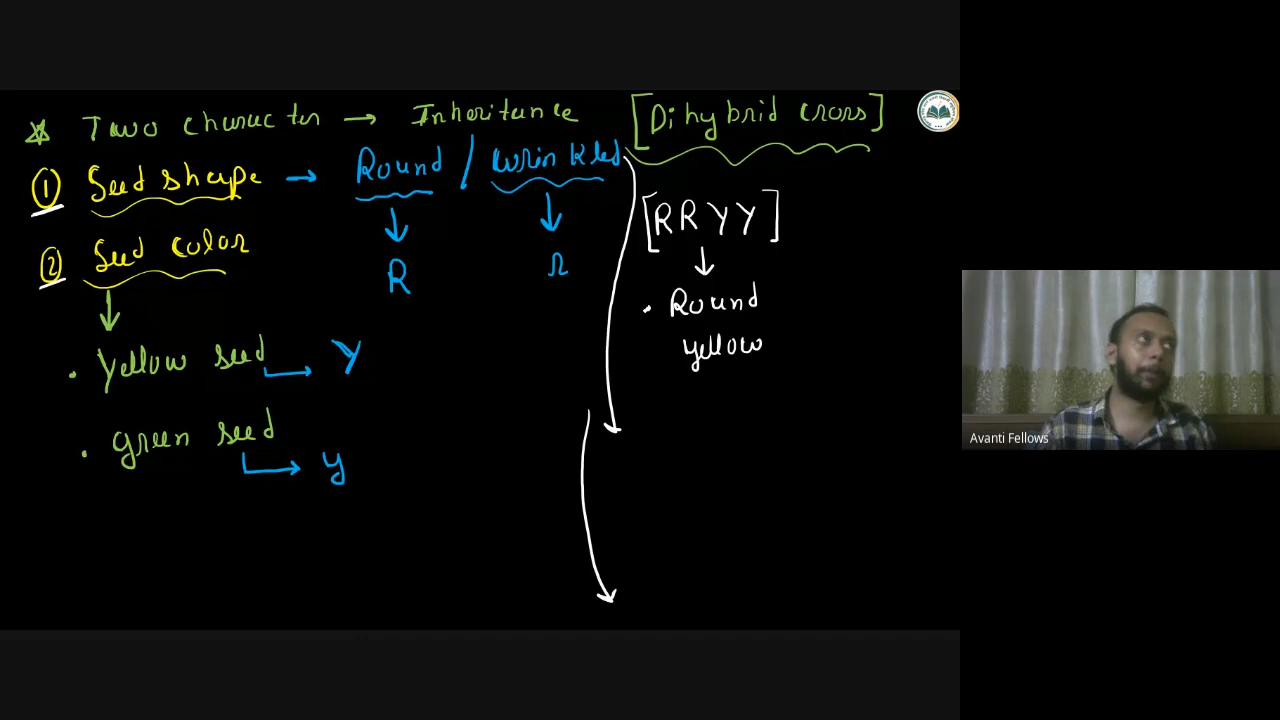 Two character → Inheritance [Dihybrid cross]
① Seed shape → Round / wrinkled
R r
② Seed color
• Yellow seed → Y
• green seed → y
[RRYY]
• Round
yellow
Avanti Fellows